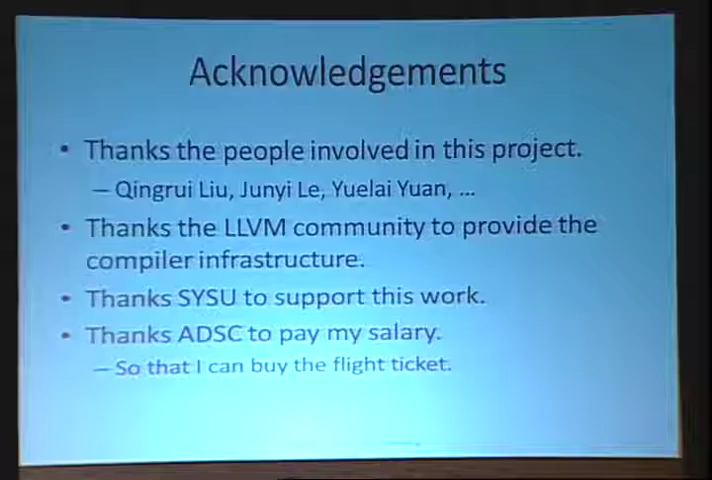 Acknowledgements
• Thanks the people involved in this project.
– Qingrui Liu, Junyi Le, Yuelai Yuan, ...
• Thanks the LLVM community to provide the
compiler infrastructure.
• Thanks SYSU to support this work.
• Thanks ADSC to pay my salary.
– So that I can buy the flight ticket.